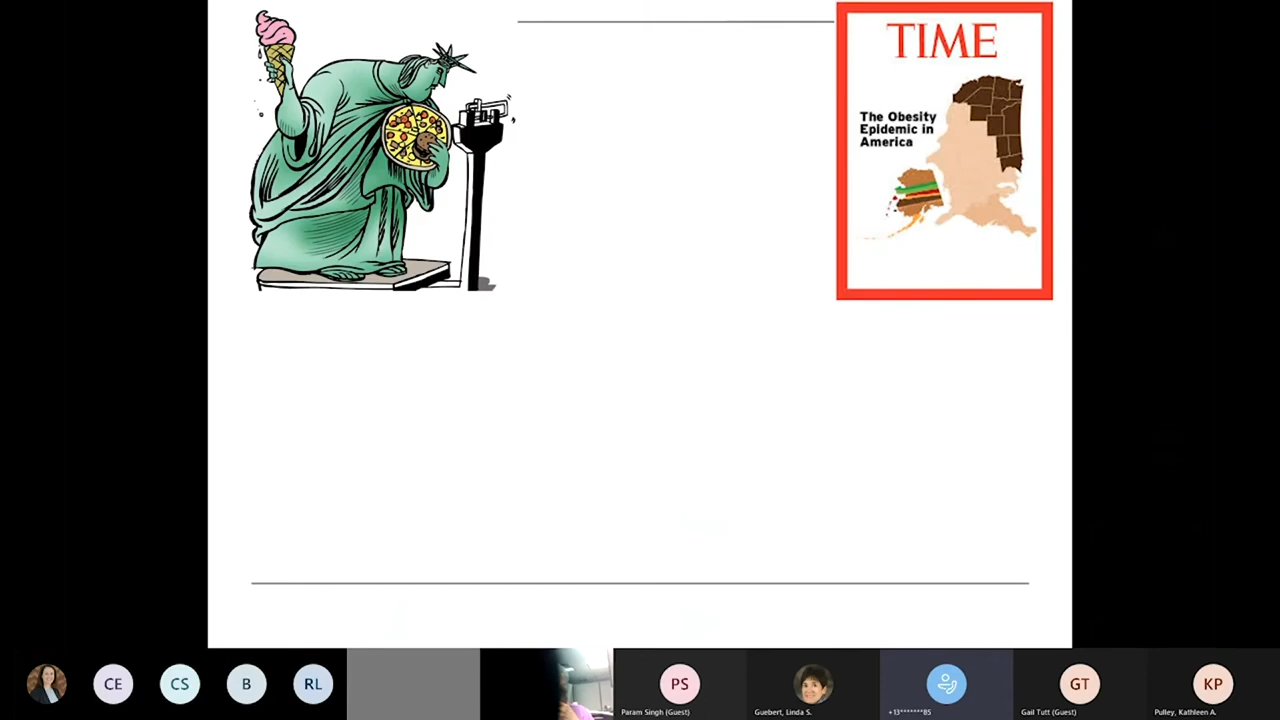 TIME
The Obesity
Epidemic in
America
CE
CS
B
RL
PS
GT
KP
Param Singh (Guest)
Guebert, Linda S.
+13*******85
Gail Tutt (Guest)
Pulley, Kathleen A.